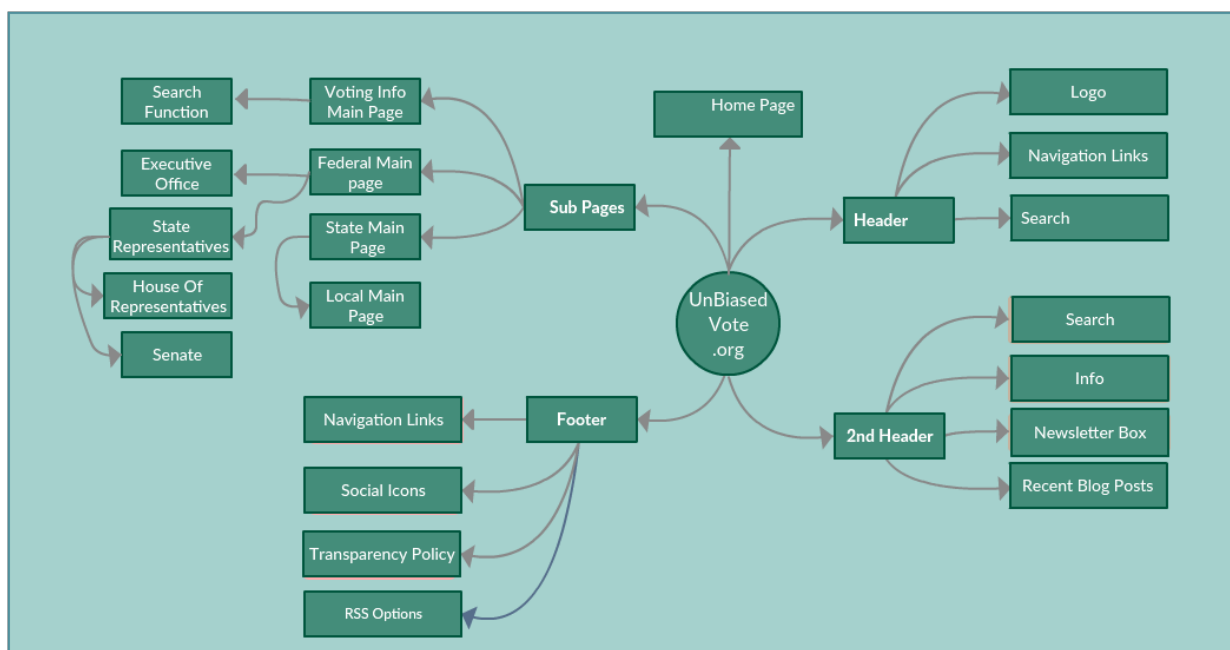 Search
Function
Voting Info
Main Page
Home Page
Logo
Executive
Office
Federal Main
page
Navigation Links
Sub Pages
Header
Search
State
Representatives
State Main
Page
House Of
Representatives
Local Main
Page
UnBiased
Vote
.org
Search
Senate
Info
Navigation Links
Footer
2nd Header
Newsletter Box
Social Icons
Recent Blog Posts
Transparency Policy
RSS Options